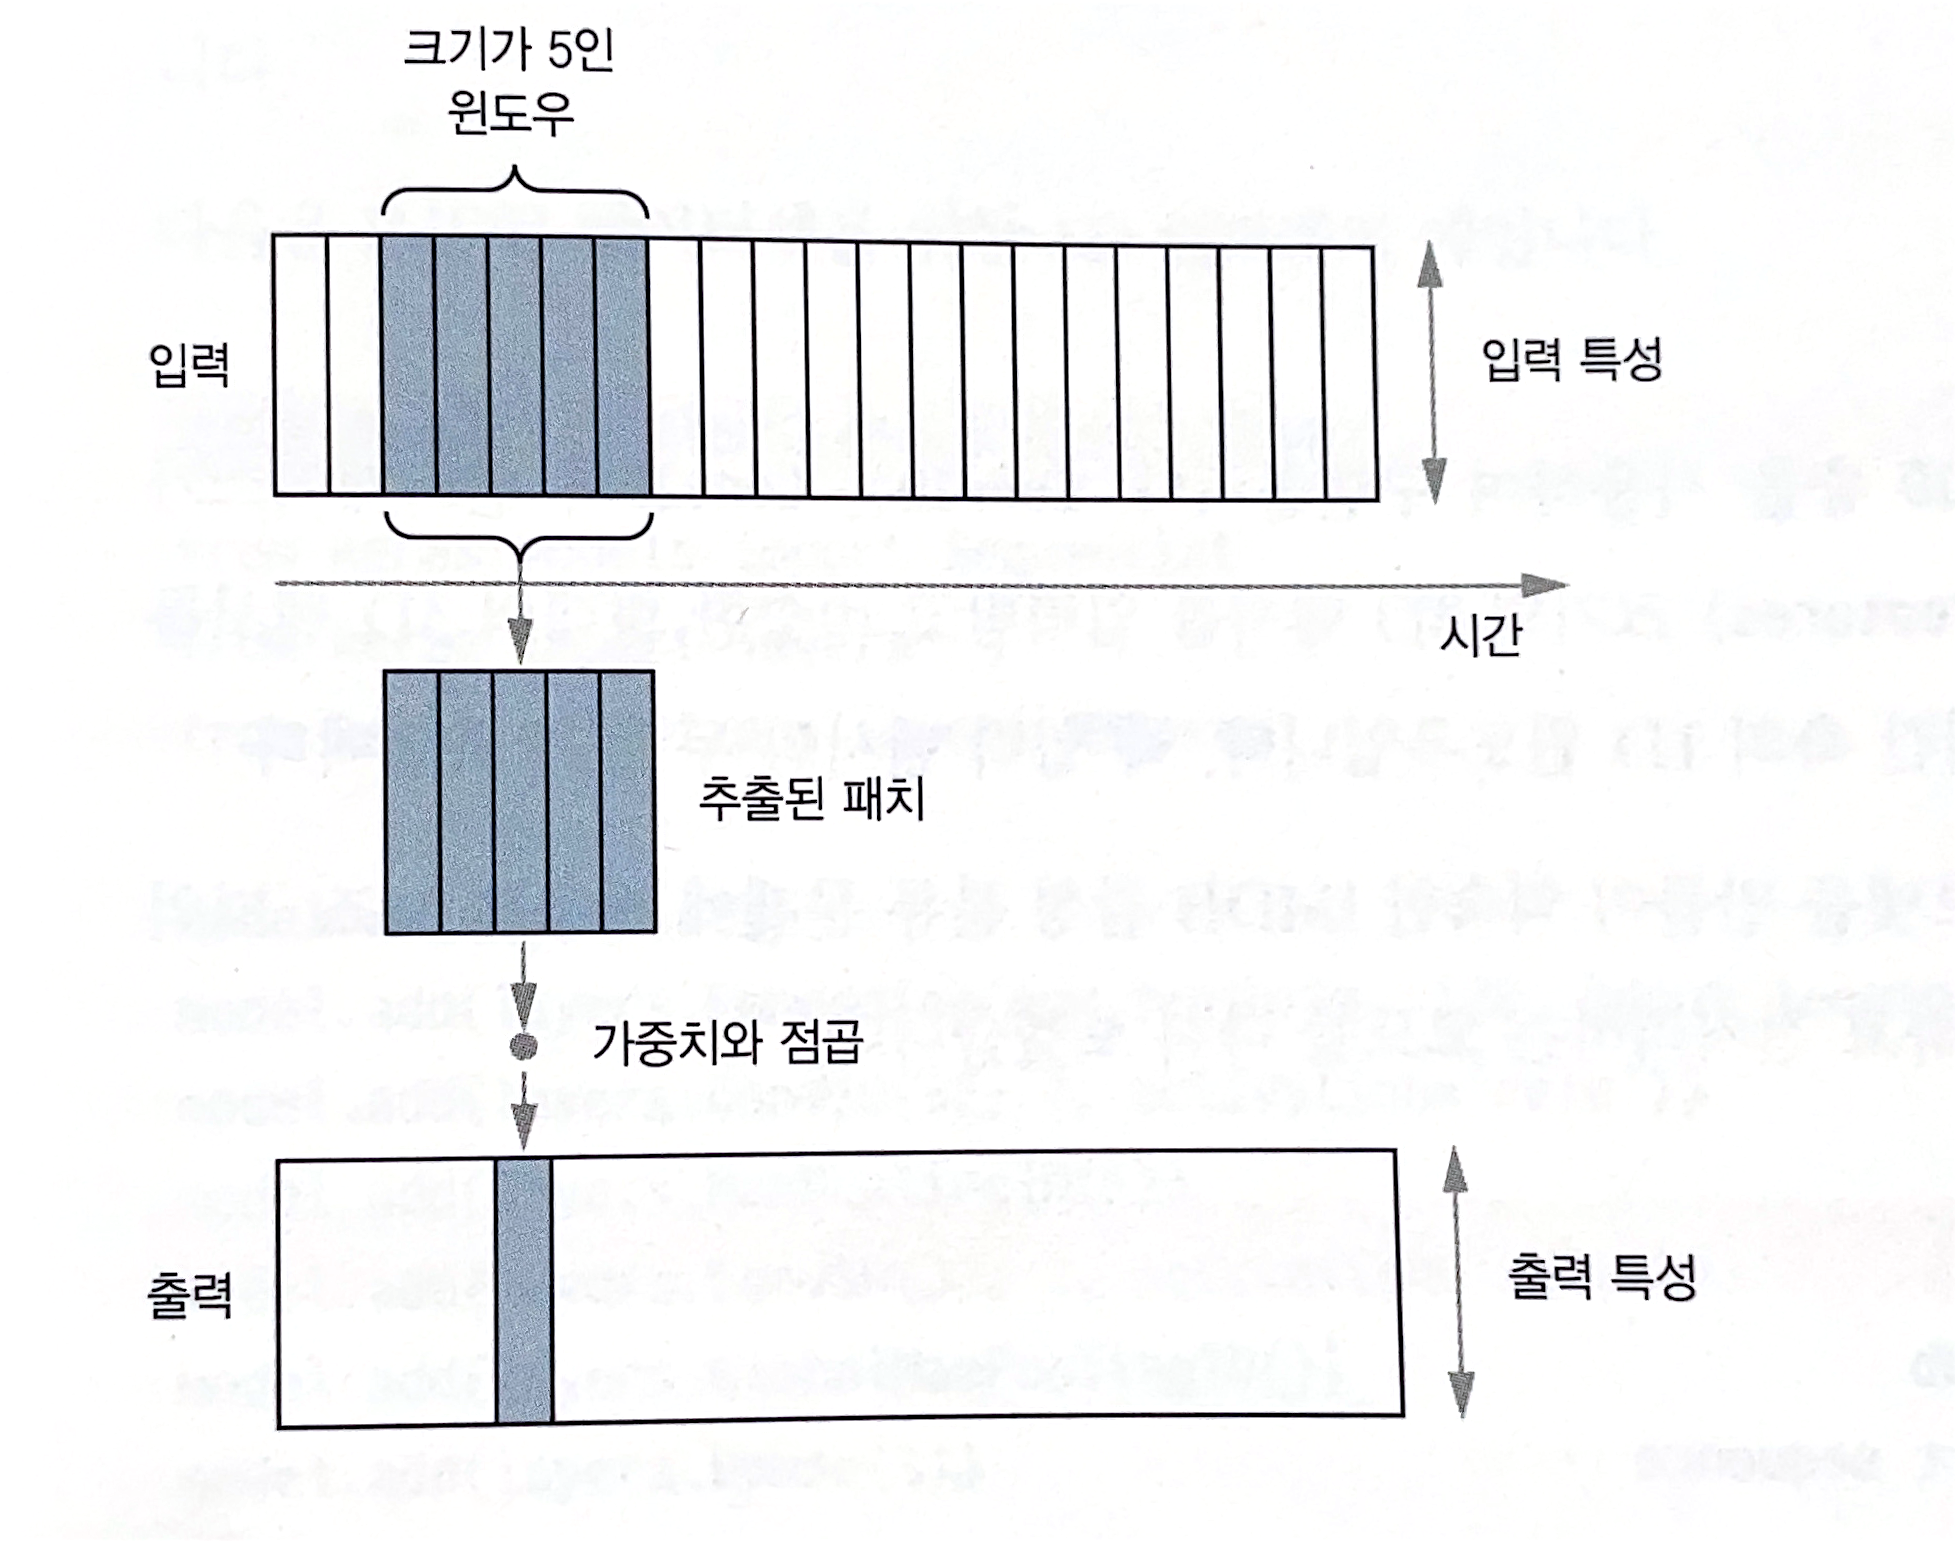 크기가 5인
윈도우
입력
입력 특성
시간
추출된 패치
가중치와 점곱
출력
출력 특성